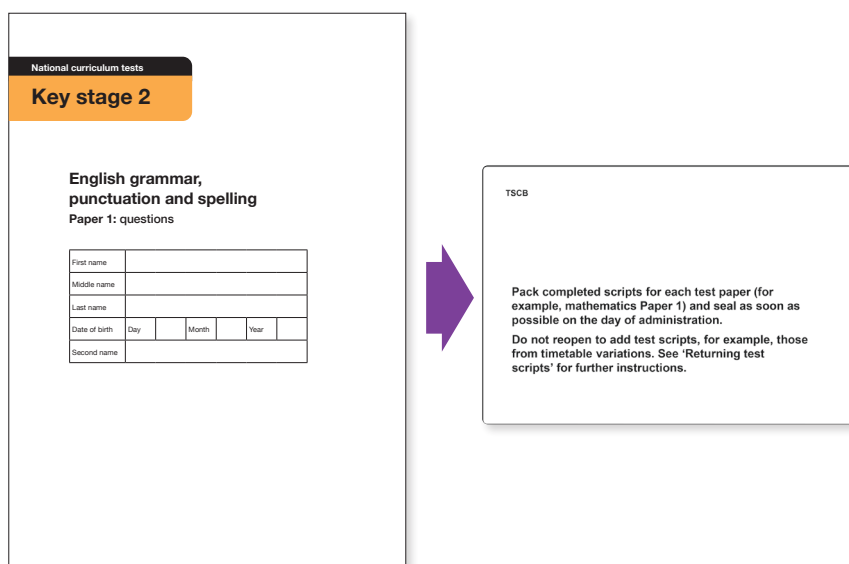 National curriculum tests
Key stage 2
English grammar,
punctuation and spelling
Paper 1: questions
First name
Middle name
Last name
Date of birth Day Month Year
Second name
TSCB
Pack completed scripts for each test paper (for
example, mathematics Paper 1) and seal as soon as
possible on the day of administration.
Do not reopen to add test scripts, for example, those
from timetable variations. See ‘Returning test
scripts’ for further instructions.